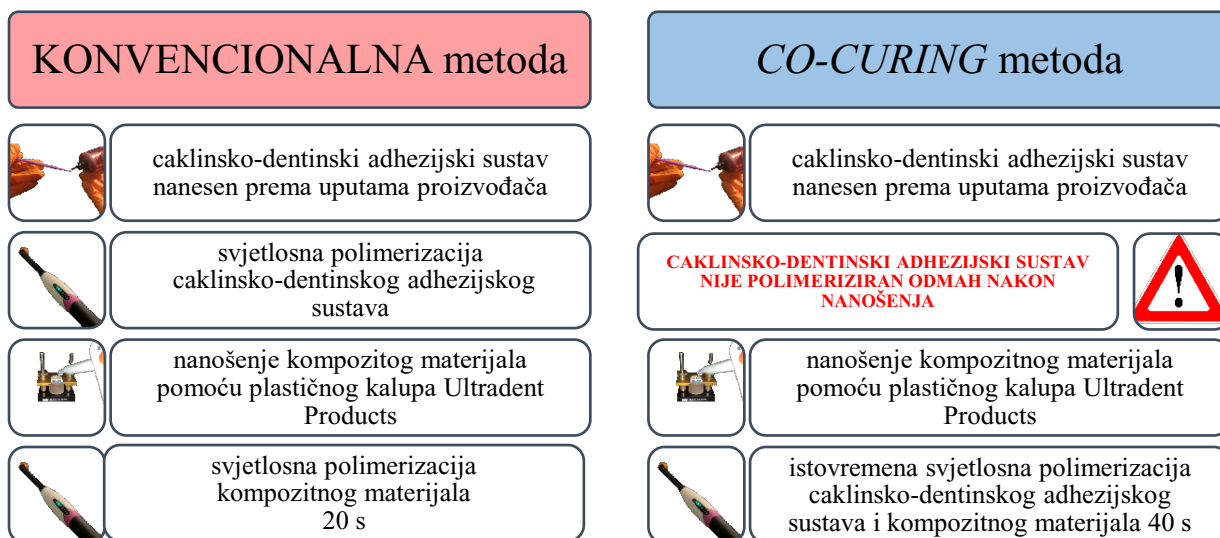 KONVENCIONALNA metoda
caklinsko-dentinski adhezijski sustav
nanesen prema uputama proizvođača
svjetlosna polimerizacija
caklinsko-dentinskog adhezijskog
sustava
nanošenje kompozitog materijala
pomoću plastičnog kalupa Ultradent
Products
svjetlosna polimerizacija
kompozitnog materijala
20 s
CO-CURING metoda
caklinsko-dentinski adhezijski sustav
nanesen prema uputama proizvođača
CAKLINSKO-DENTINSKI ADHEZIJSKI SUSTAV
NIJE POLIMERIZIRAN ODMAH NAKON
NANOŠENJA
!
nanošenje kompozitnog materijala
pomoću plastičnog kalupa Ultradent
Products
istovremena svjetlosna polimerizacija
caklinsko-dentinskog adhezijskog
sustava i kompozitnog materijala 40 s